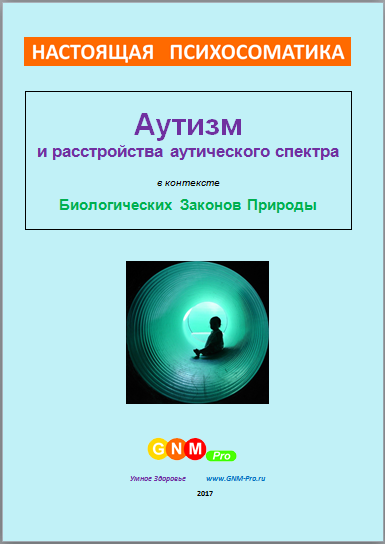 НАСТОЯЩАЯ ПСИХОСОМАТИКА
Аутизм
и расстройства аутического спектра
в контексте
Биологических Законов Природы
GNM Pro
Умное Здоровье www.GNM-Pro.ru
2017